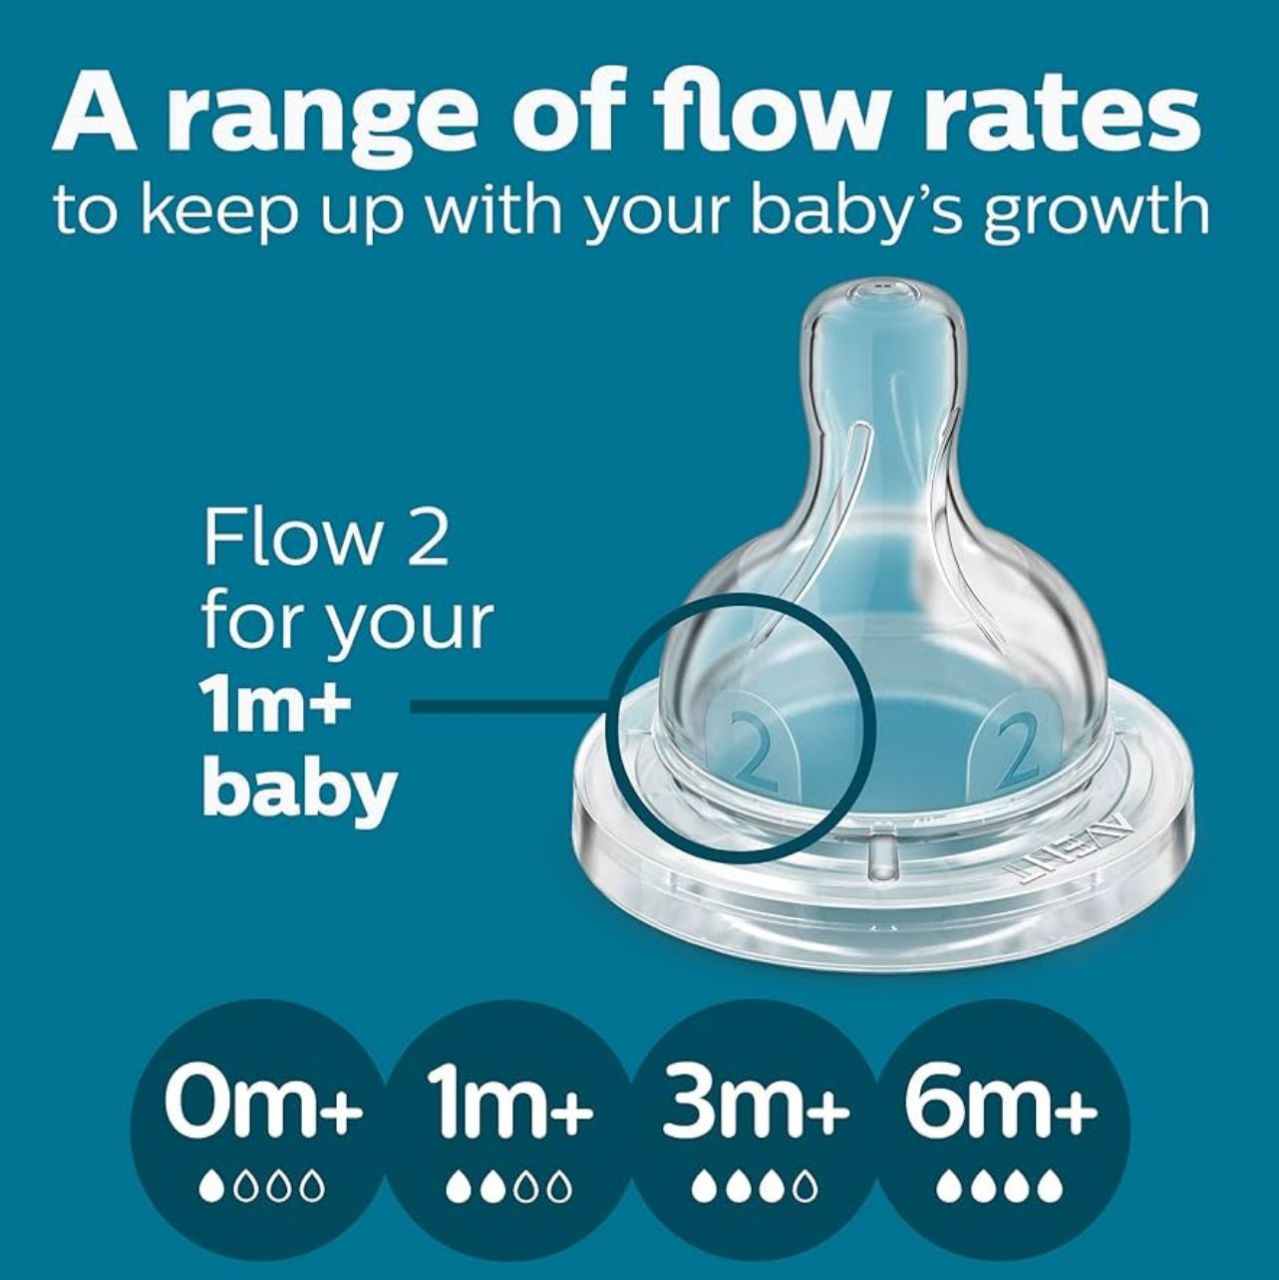 A range of flow rates
to keep up with your baby's growth
Flow 2
for your
1m+
baby
2 2
AVENT
0m+ 1m+ 3m+ 6m+